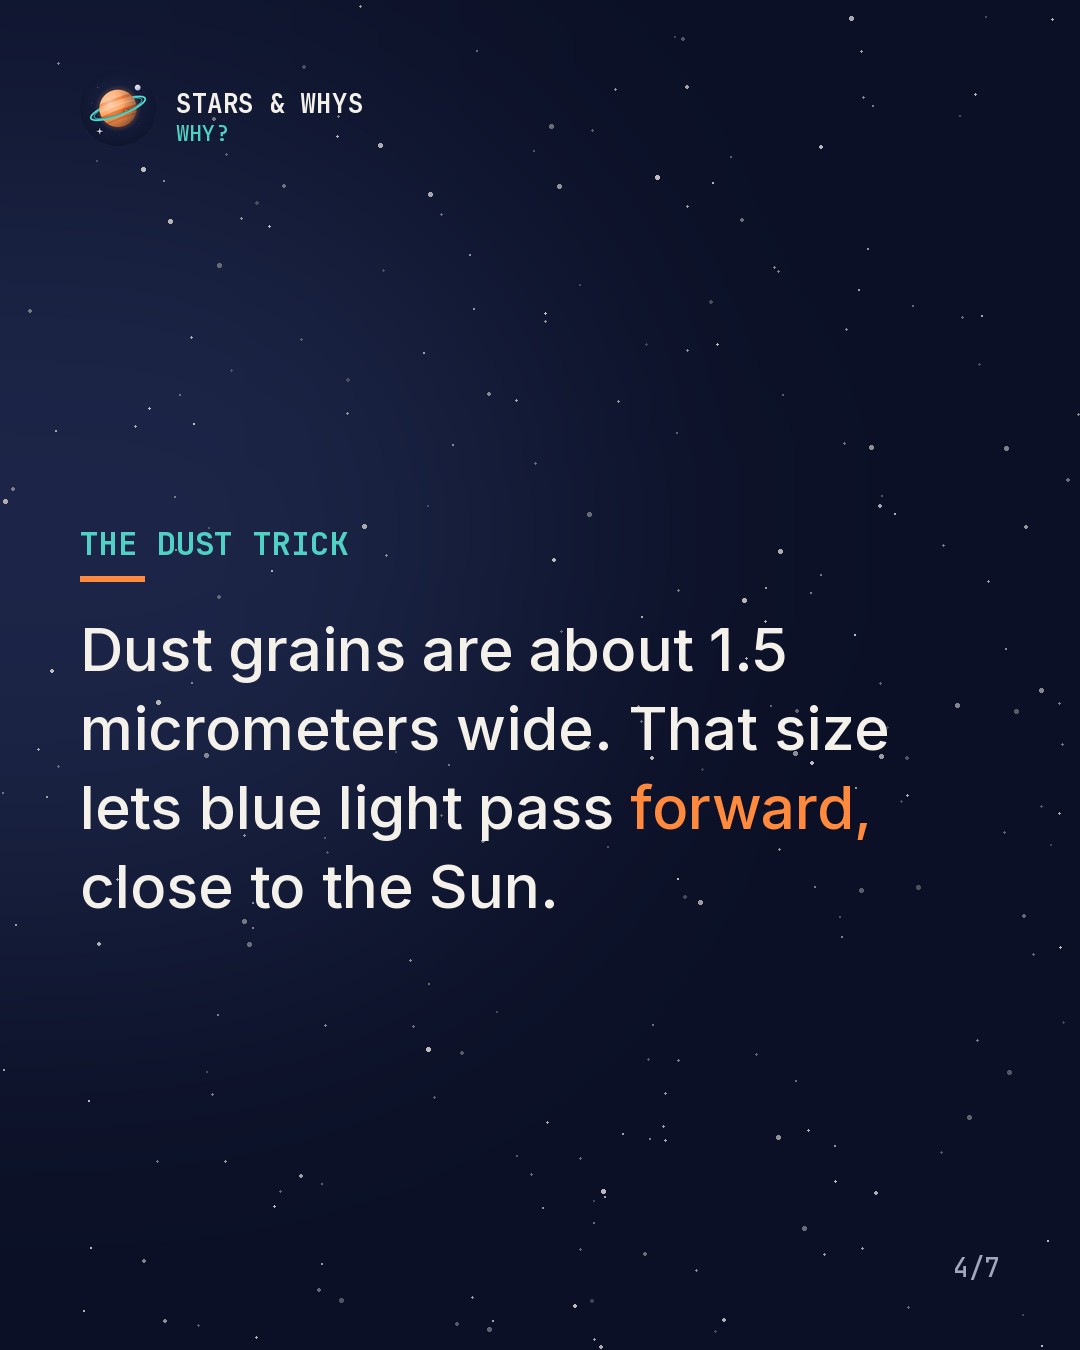 STARS & WHYS
WHY?
THE DUST TRICK
Dust grains are about 1.5
micrometers wide. That size
lets blue light pass forward,
close to the Sun.
4/7